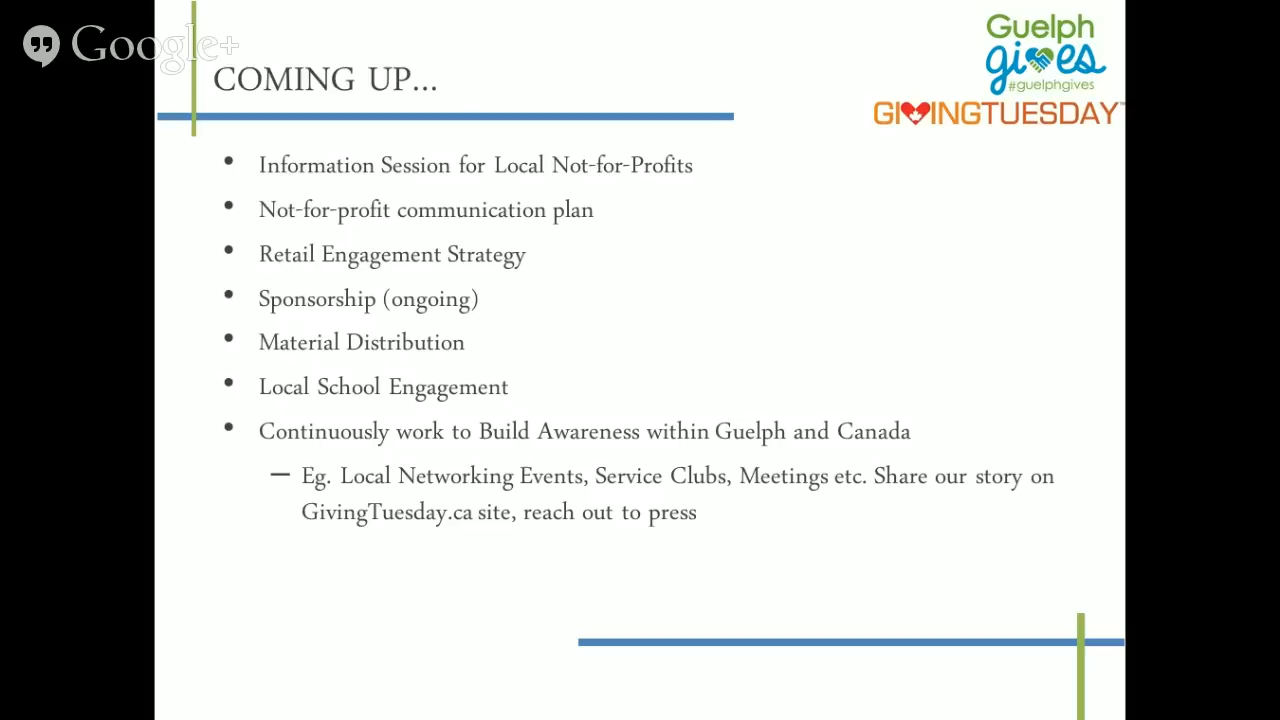 Google+
Guelph
gives
#guelphgives
GIVINGTUESDAY™
COMING UP...
• Information Session for Local Not-for-Profits
• Not-for-profit communication plan
• Retail Engagement Strategy
• Sponsorship (ongoing)
• Material Distribution
• Local School Engagement
• Continuously work to Build Awareness within Guelph and Canada
— Eg. Local Networking Events, Service Clubs, Meetings etc. Share our story on
GivingTuesday.ca site, reach out to press